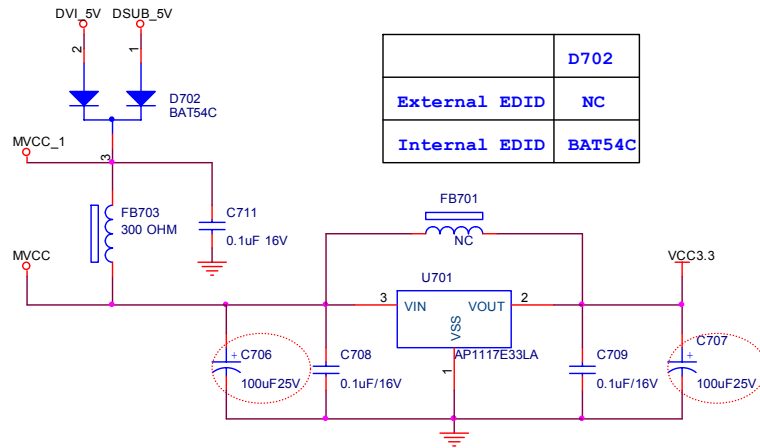 DVI_5V DSUB_5V
2 1
D702
BAT54C
3
MVCC_1
FB703
300 OHM
C711
0.1uF 16V
MVCC
D702
External EDID NC
Internal EDID BAT54C
FB701
NC
U701
3 VIN VOUT 2
VSS
1
AP1117E33LA
VCC3.3
+ C706
100uF25V
C708
0.1uF/16V
C709
0.1uF/16V
+ C707
100uF25V